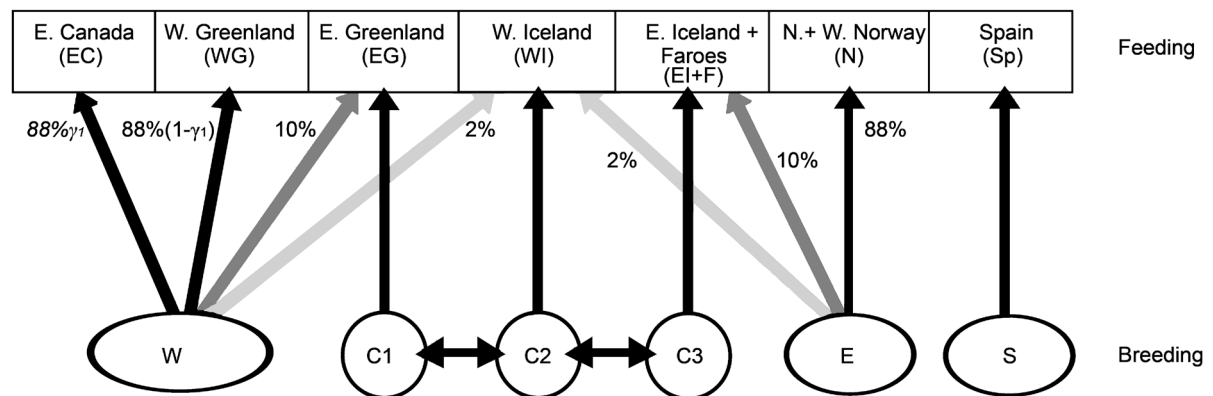 E. Canada
(EC)
W. Greenland
(WG)
E. Greenland
(EG)
W. Iceland
(WI)
E. Iceland +
Faroes
(EI+F)
N.+ W. Norway
(N)
Spain
(Sp)
Feeding
88%γ1
88%(1-γ1)
10%
2%
2%
10%
88%
W
C1
C2
C3
E
S
Breeding